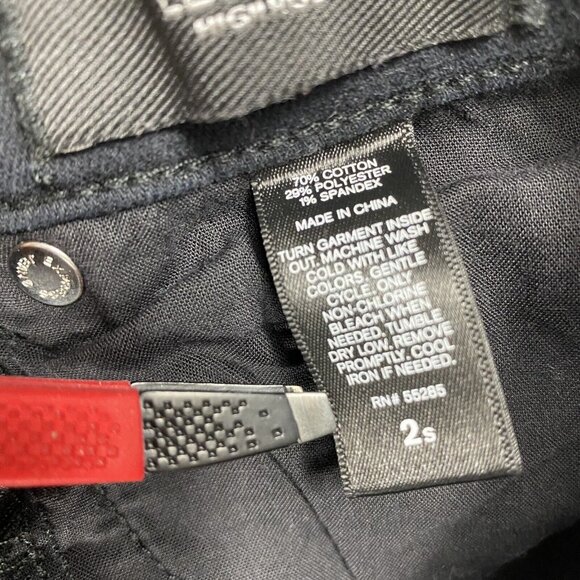 70% COTTON
29% POLYESTER
1% SPANDEX
MADE IN CHINA
TURN GARMENT INSIDE
OUT. MACHINE WASH
COLD WITH LIKE
COLORS, GENTLE
CYCLE. ONLY
NON-CHLORINE
BLEACH WHEN
NEEDED. TUMBLE
DRY LOW. REMOVE
PROMPTLY. COOL
IRON IF NEEDED.
RN# 55285
2s